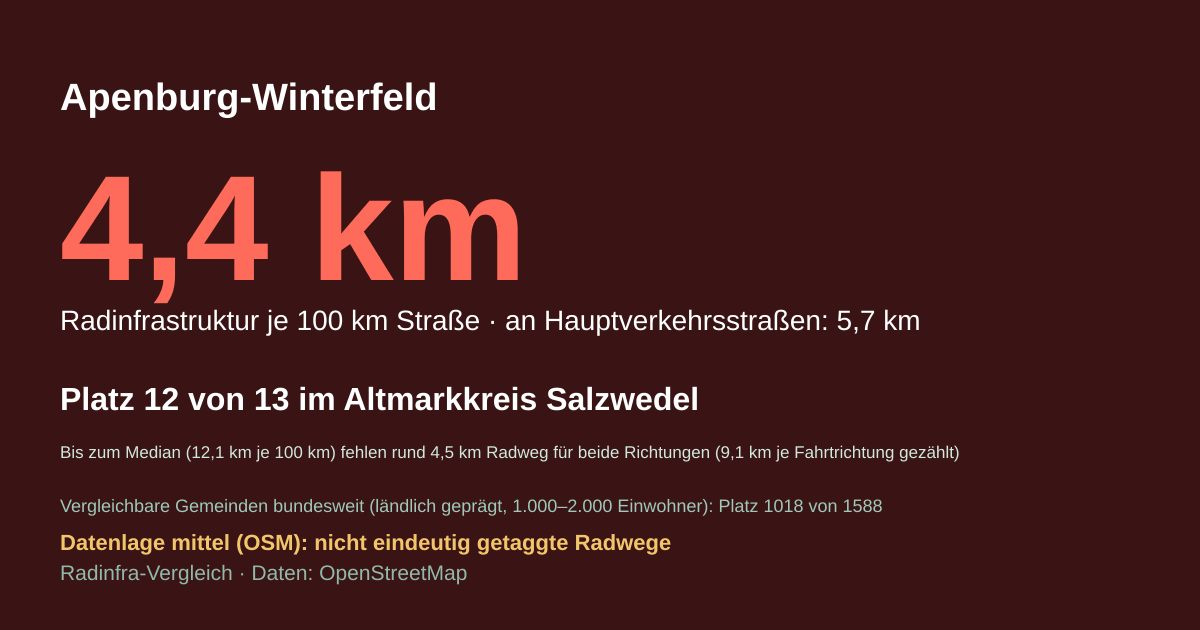 Apenburg-Winterfeld
4,4 km
Radinfrastruktur je 100 km Straße · an Hauptverkehrsstraßen: 5,7 km
Platz 12 von 13 im Altmarkkreis Salzwedel
Bis zum Median (12,1 km je 100 km) fehlen rund 4,5 km Radweg für beide Richtungen (9,1 km je Fahrtrichtung gezählt)
Vergleichbare Gemeinden bundesweit (ländlich geprägt, 1.000–2.000 Einwohner): Platz 1018 von 1588
Datenlage mittel (OSM): nicht eindeutig getaggte Radwege
Radinfra-Vergleich · Daten: OpenStreetMap